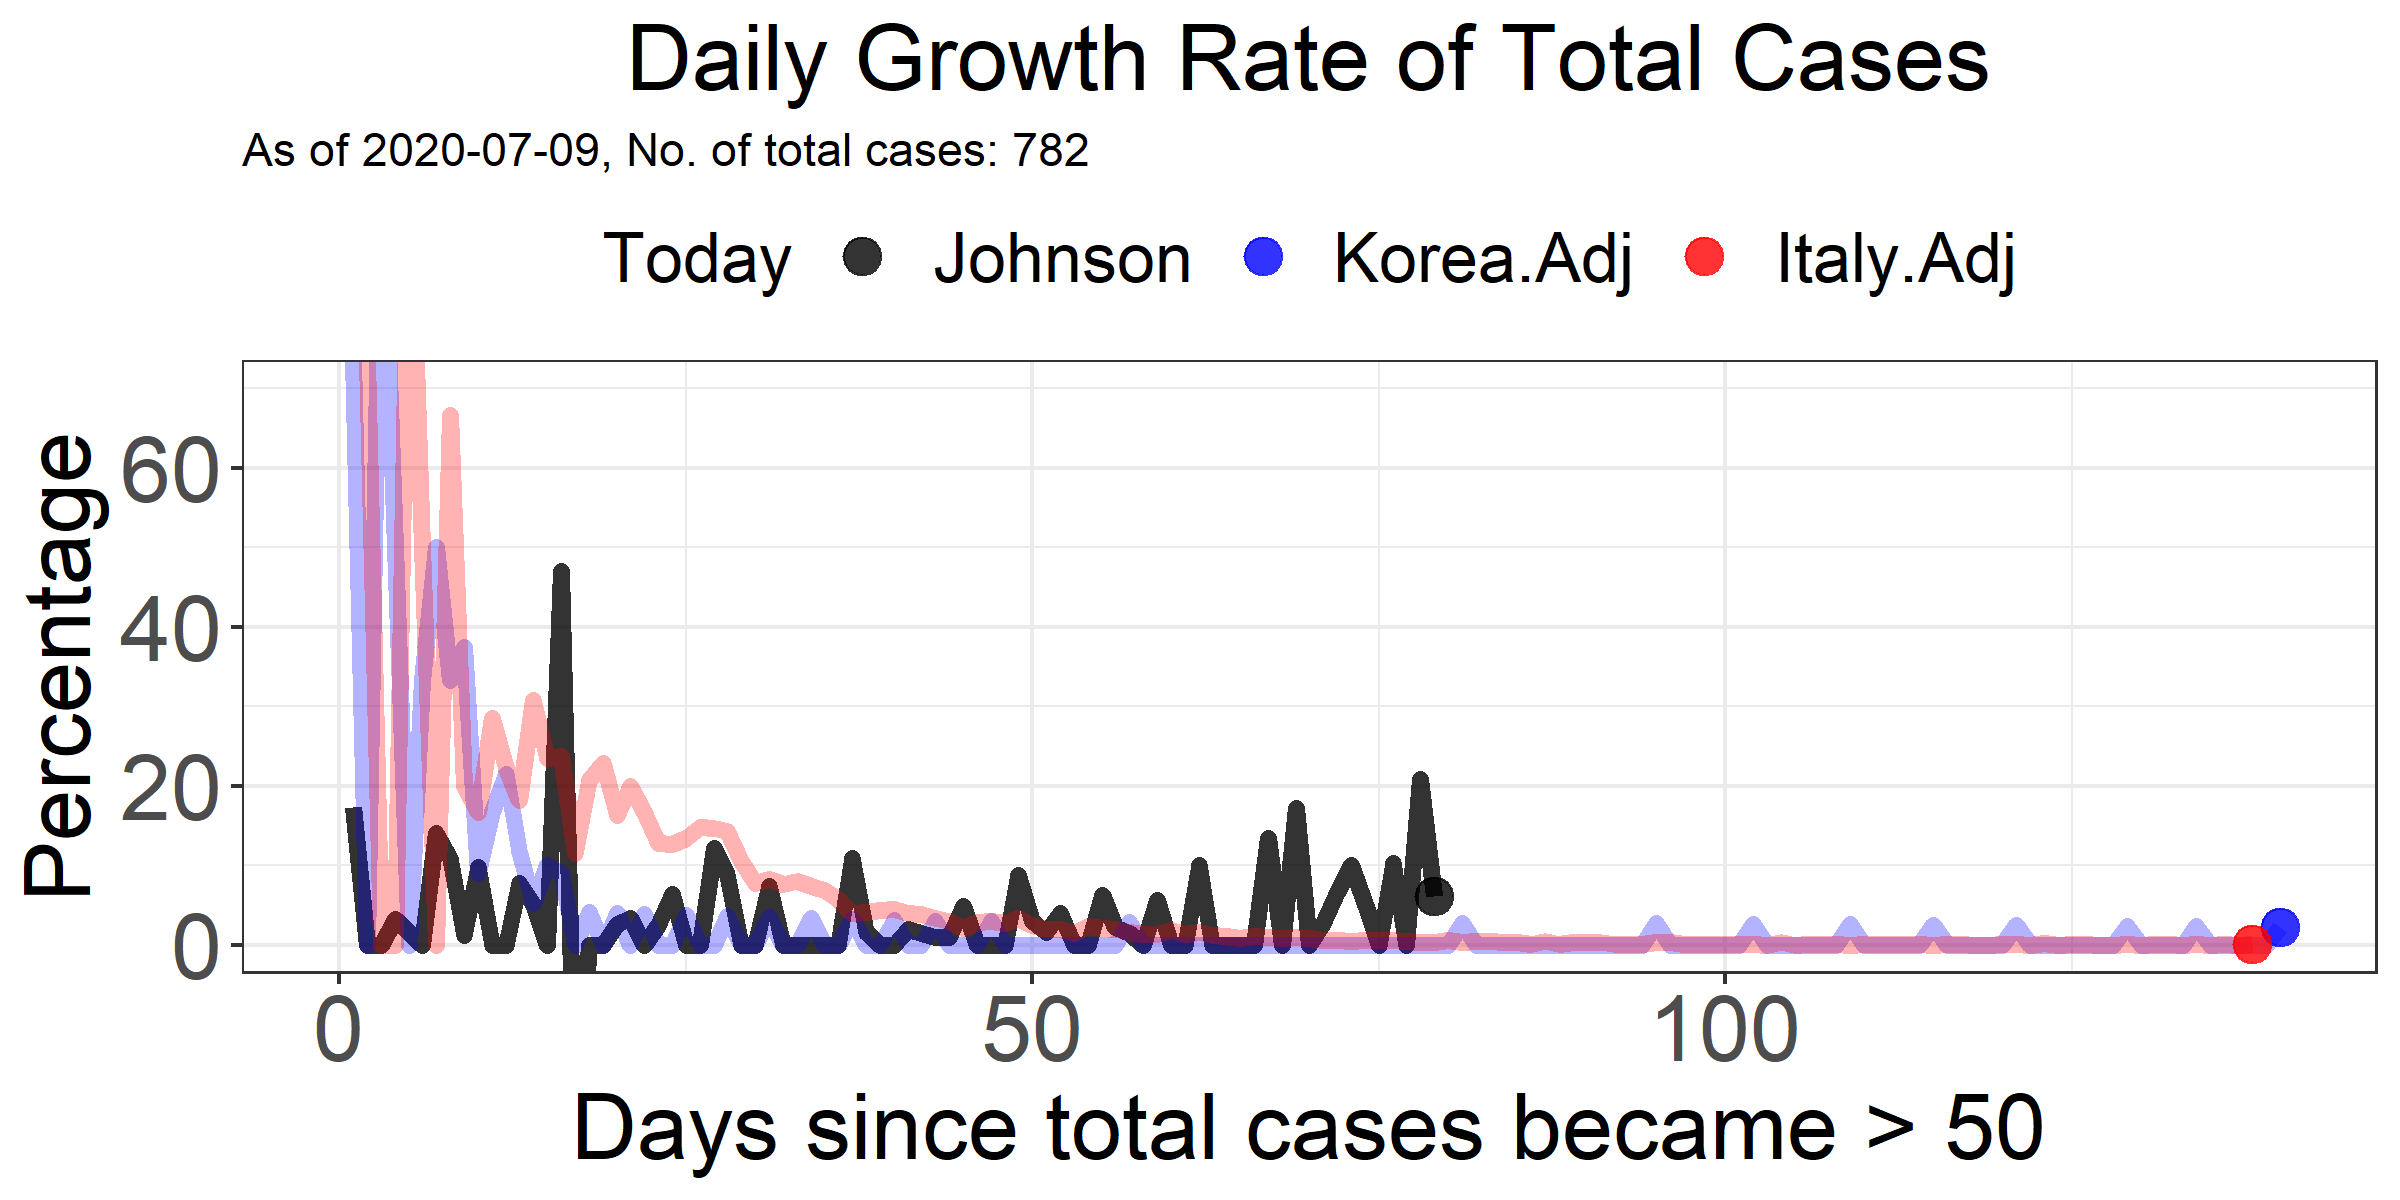 Daily Growth Rate of Total Cases
As of 2020-07-09, No. of total cases: 782
Today Johnson Korea.Adj Italy.Adj
Percentage
60
40
20
0
0 50 100
Days since total cases became > 50